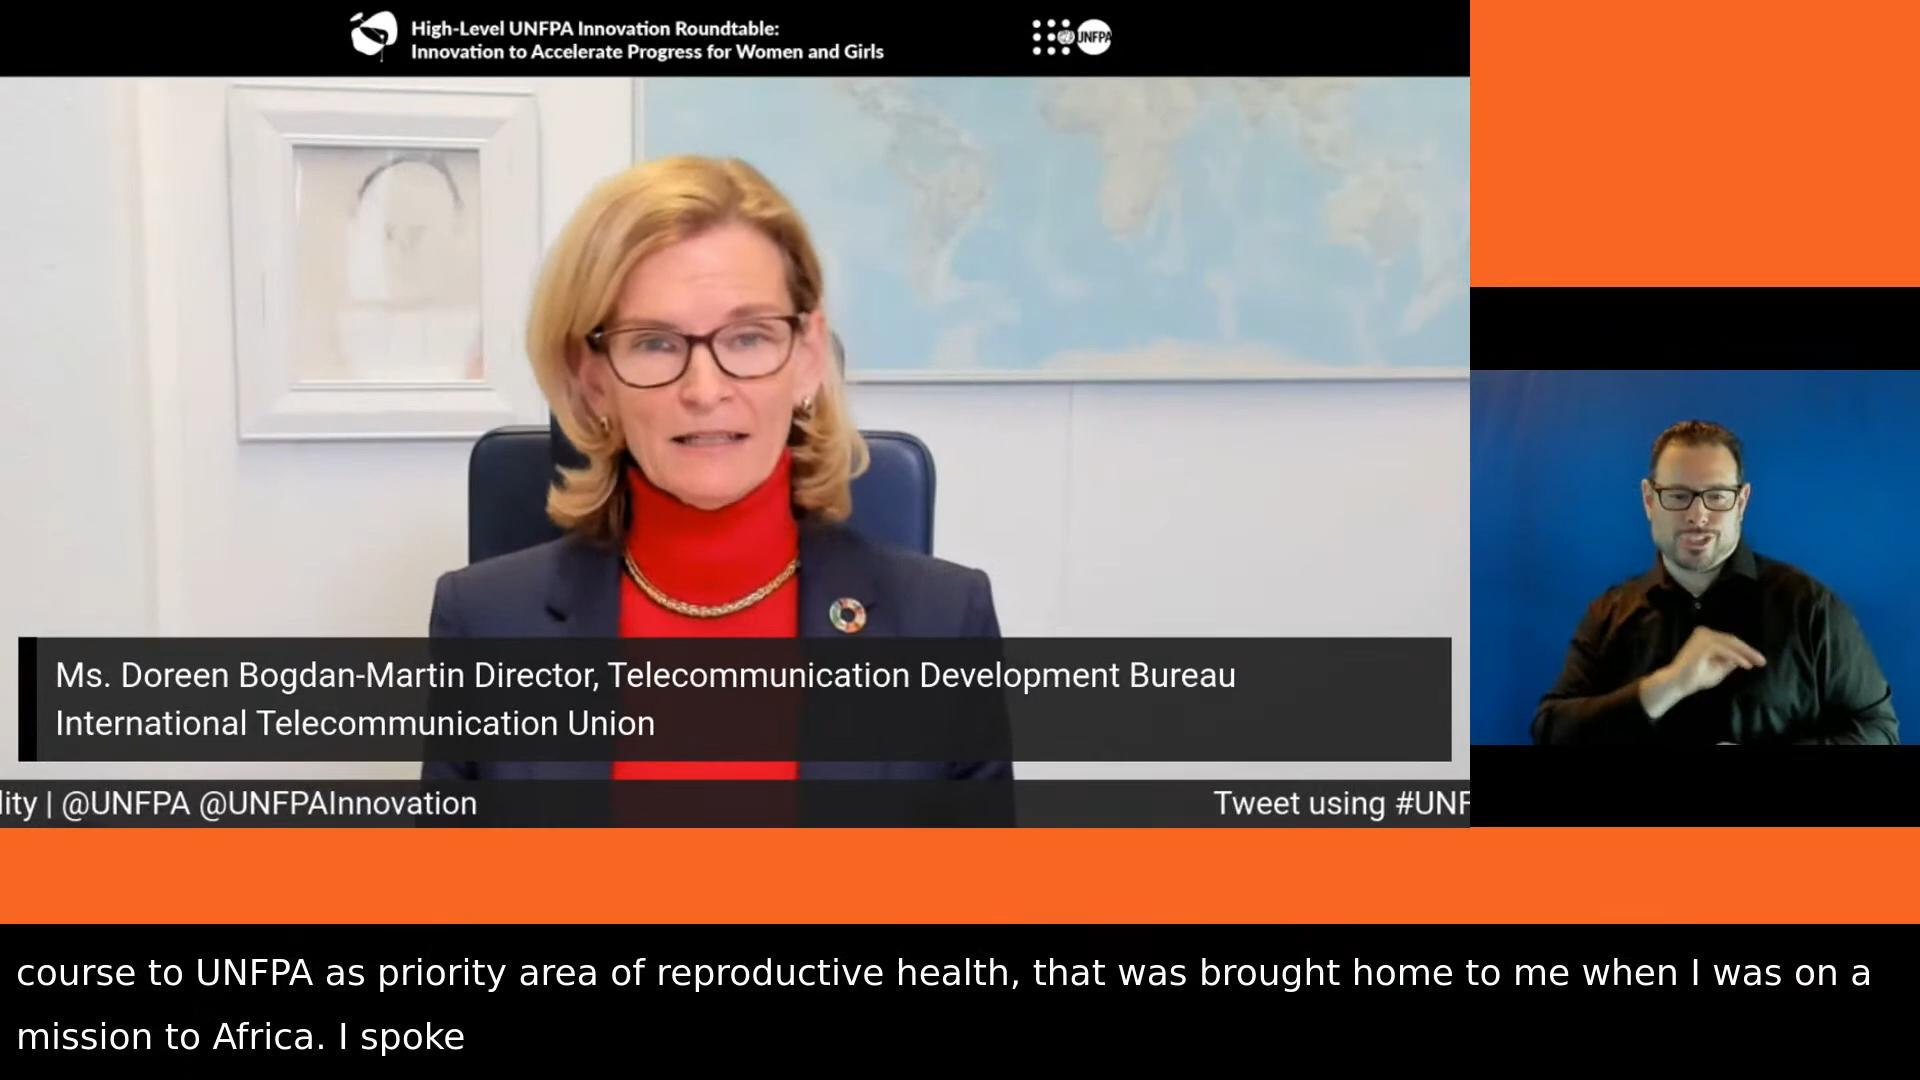 High-Level UNFPA Innovation Roundtable:
Innovation to Accelerate Progress for Women and Girls
UNFPA
Ms. Doreen Bogdan-Martin Director, Telecommunication Development Bureau
International Telecommunication Union
lity | @UNFPA @UNFPAInnovation
Tweet using #UNF
course to UNFPA as priority area of reproductive health, that was brought home to me when I was on a
mission to Africa. I spoke